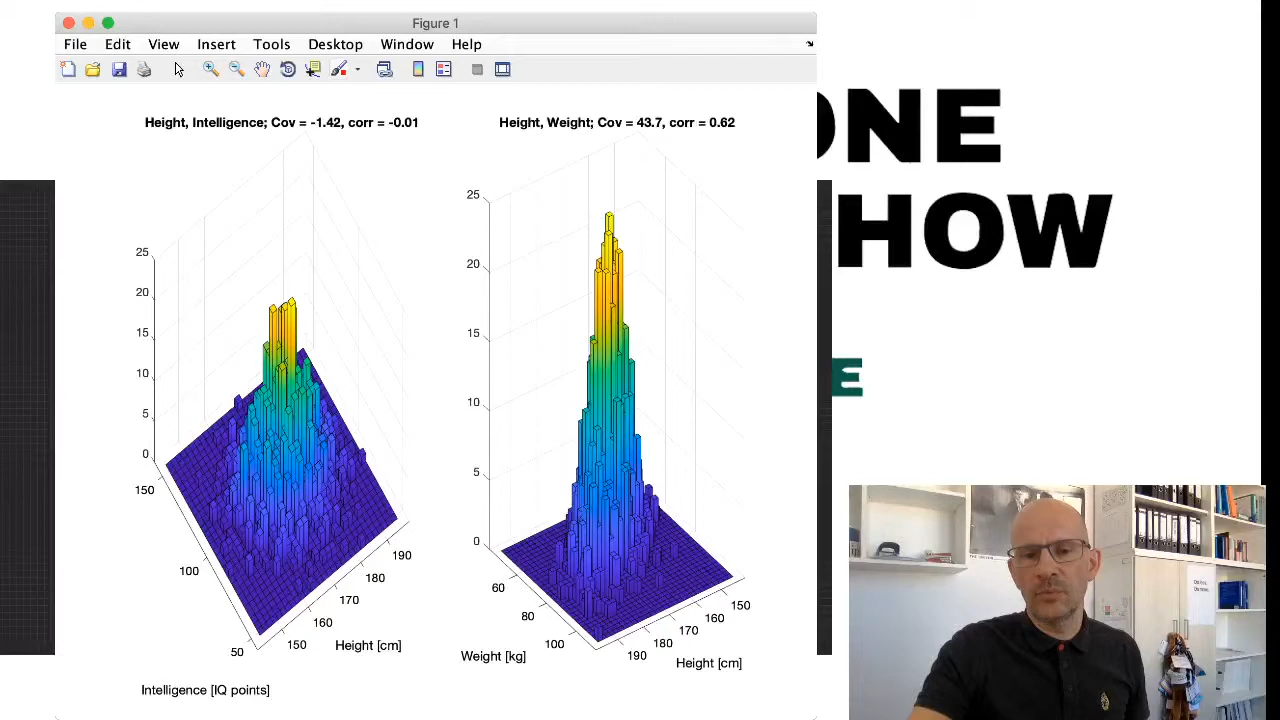 Figure 1
File Edit View Insert Tools Desktop Window Help
Height, Intelligence; Cov = -1.42, corr = -0.01
25
20
15
10
5
0
150
100
50
150
160
170
180
190
Height [cm]
Intelligence [IQ points]
Height, Weight; Cov = 43.7, corr = 0.62
25
20
15
10
5
0
60
80
100
190
180
170
160
150
Weight [kg]
Height [cm]
ONE
HOW
E